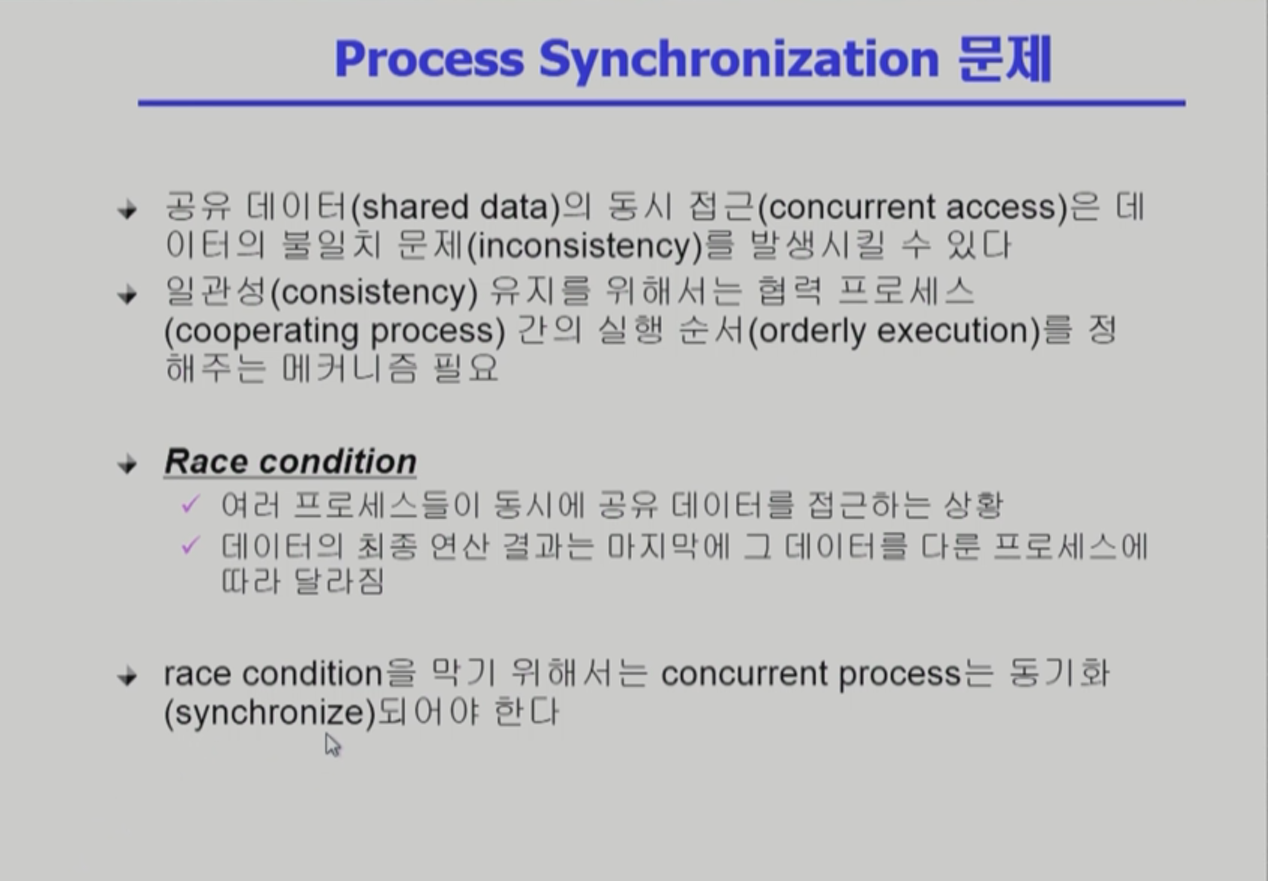 Process Synchronization 문제
공유 데이터(shared data)의 동시 접근(concurrent access)은 데
이터의 불일치 문제(inconsistency)를 발생시킬 수 있다
일관성(consistency) 유지를 위해서는 협력 프로세스
(cooperating process) 간의 실행 순서(orderly execution)를 정
해주는 메커니즘 필요
Race condition
여러 프로세스들이 동시에 공유 데이터를 접근하는 상황
데이터의 최종 연산 결과는 마지막에 그 데이터를 다룬 프로세스에
따라 달라짐
race condition을 막기 위해서는 concurrent process는 동기화
(synchronize)되어야 한다